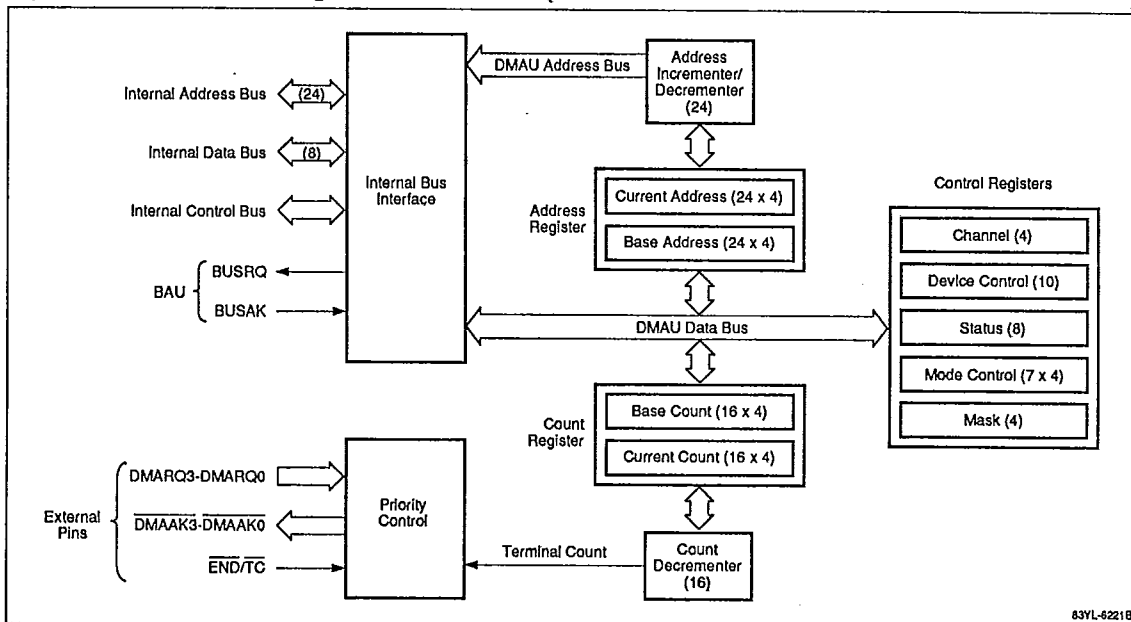 DMAU Address Bus
Address
Incrementer/
Decrementer
(24)
Internal Address Bus
(24)
Internal Data Bus
(8)
Internal Control Bus
Internal Bus
Interface
BAU
BUSRQ
BUSAK
Address
Register
Current Address (24 x 4)
Base Address (24 x 4)
Control Registers
Channel (4)
Device Control (10)
Status (8)
Mode Control (7 x 4)
Mask (4)
DMAU Data Bus
Count
Register
Base Count (16 x 4)
Current Count (16 x 4)
External
Pins
DMARQ3-DMARQ0
DMAAK3-DMAAK0
END/TC
Priority
Control
Terminal Count
Count
Decrementer
(16)
83YL-6221B